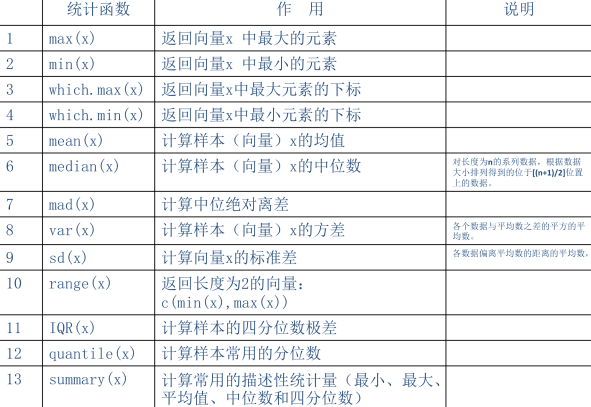 统计函数 作 用 说明
1 max(x) 返回向量x 中最大的元素
2 min(x) 返回向量x 中最小的元素
3 which.max(x) 返回向量x中最大元素的下标
4 which.min(x) 返回向量x中最小元素的下标
5 mean(x) 计算样本（向量）x的均值
6 median(x) 计算样本（向量）x的中位数 对长度为n的系列数据，根据数据
大小排列得到的位于[(n+1)/2]位置
上的数据。
7 mad(x) 计算中位绝对离差
8 var(x) 计算样本（向量）x的方差 各个数据与平均数之差的平方的平
均数。
9 sd(x) 计算向量x的标准差 各数据偏离平均数的距离的平均数，
10 range(x) 返回长度为2的向量：
c(min(x),max(x))
11 IQR(x) 计算样本的四分位数极差
12 quantile(x) 计算样本常用的分位数
13 summary(x) 计算常用的描述性统计量（最小、最大、
平均值、中位数和四分位数）